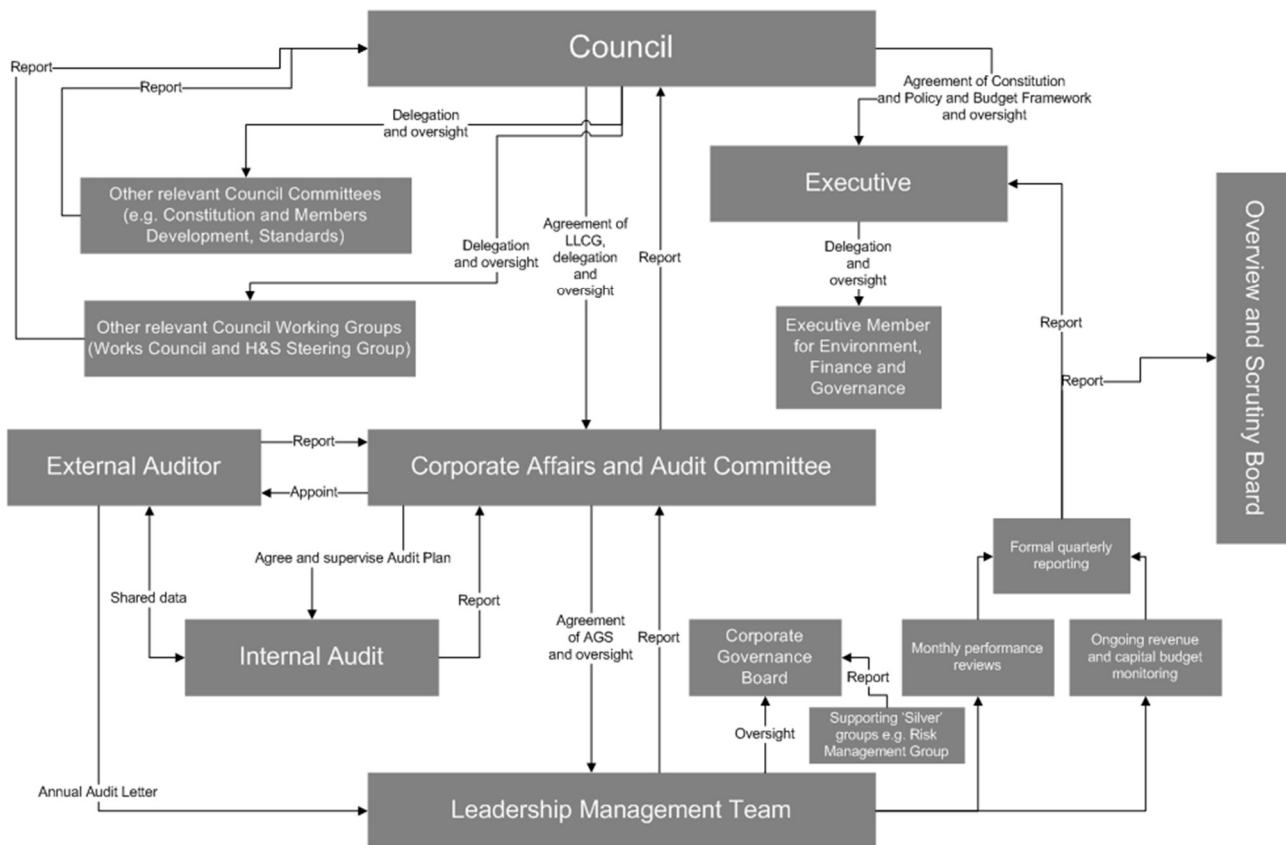 Council
Report
Report
Agreement of Constitution
and Policy and Budget Framework
and oversight
Delegation
and oversight
Executive
Other relevant Council Committees
(e.g. Constitution and Members
Development, Standards)
Overview and Scrutiny Board
Agreement of
LLCG,
delegation
and
oversight
Report
Delegation
and oversight
Delegation
and
oversight
Other relevant Council Working Groups
(Works Council and H&S Steering Group)
Executive Member
for Environment,
Finance and
Governance
Report
Report
External Auditor
Report
Appoint
Corporate Affairs and Audit Committee
Agree and supervise Audit Plan
Formal quarterly
reporting
Shared data
Report
Internal Audit
Agreement
of AGS
and oversight
Report
Corporate
Governance
Board
Monthly performance
reviews
Ongoing revenue
and capital budget
monitoring
Report
Supporting ‘Silver’
groups e.g. Risk
Management Group
Oversight
Annual Audit Letter
Leadership Management Team